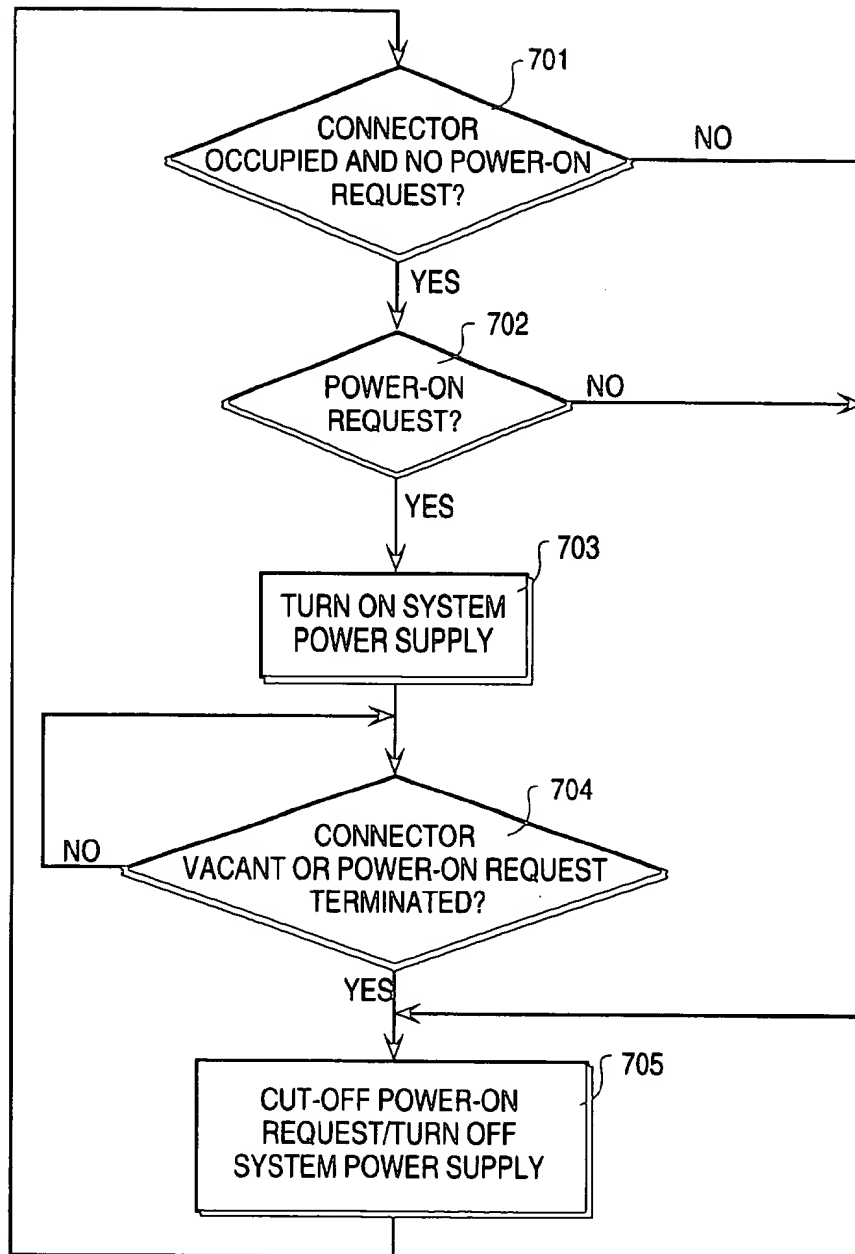 701
CONNECTOR
OCCUPIED AND NO POWER-ON
REQUEST?
NO
YES
702
POWER-ON
REQUEST?
NO
YES
703
TURN ON SYSTEM
POWER SUPPLY
704
CONNECTOR
VACANT OR POWER-ON REQUEST
TERMINATED?
NO
YES
705
CUT-OFF POWER-ON
REQUEST/TURN OFF
SYSTEM POWER SUPPLY